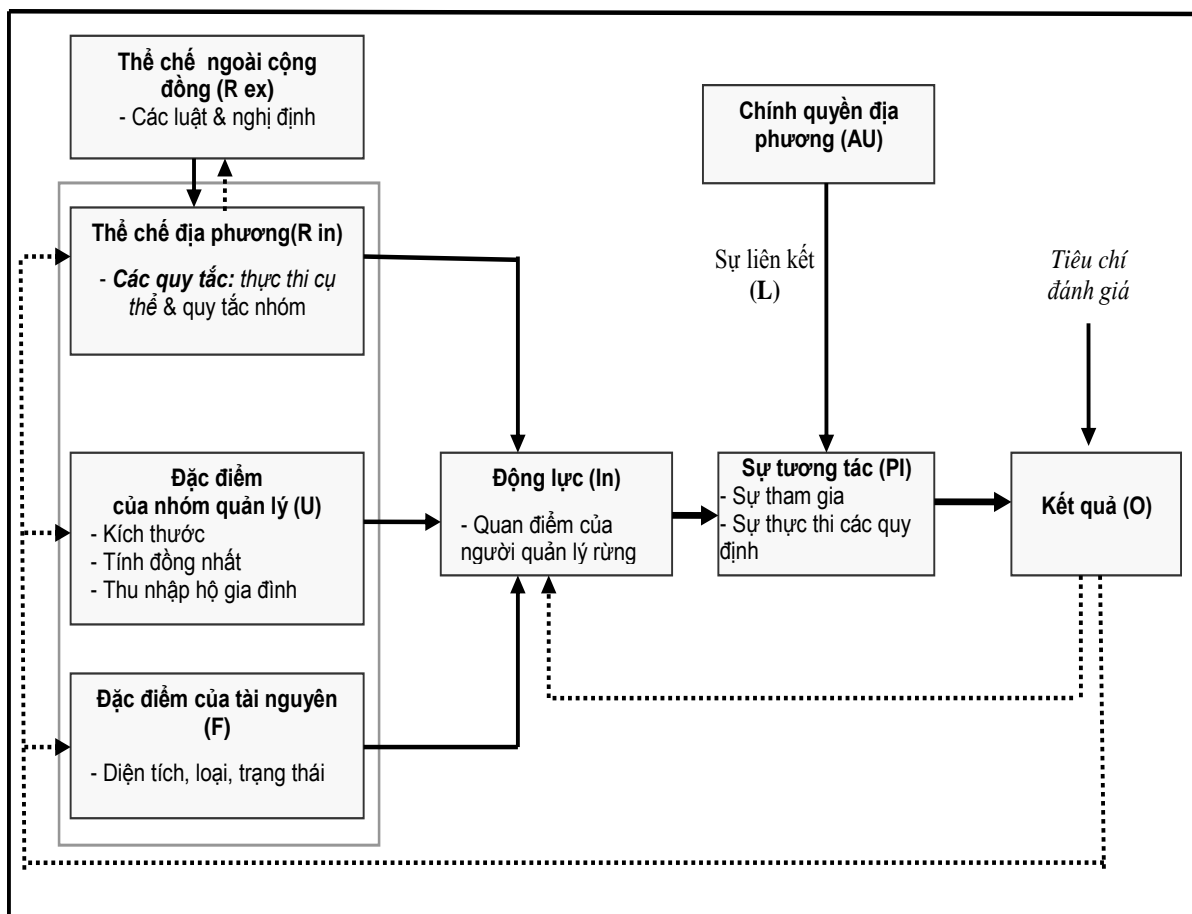 Thể chế ngoài cộng
đồng (R ex)
- Các luật & nghị định
Chính quyền địa
phương (AU)
Thể chế địa phương(R in)
- Các quy tắc: thực thi cụ
thể & quy tắc nhóm
Sự liên kết
(L)
Tiêu chí
đánh giá
Đặc điểm
của nhóm quản lý (U)
- Kích thước
- Tính đồng nhất
- Thu nhập hộ gia đình
Động lực (In)
- Quan điểm của
người quản lý rừng
Sự tương tác (PI)
- Sự tham gia
- Sự thực thi các quy
định
Kết quả (O)
Đặc điểm của tài nguyên
(F)
- Diện tích, loại, trạng thái